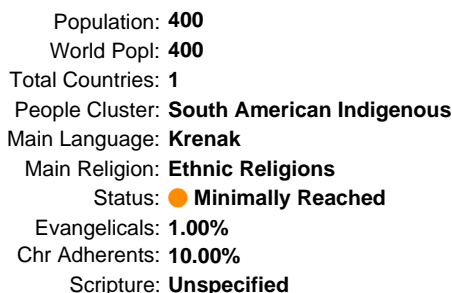 Population: 400
World Popl: 400
Total Countries: 1
People Cluster: South American Indigenous
Main Language: Krenak
Main Religion: Ethnic Religions
Status: Minimally Reached
Evangelicals: 1.00%
Chr Adherents: 10.00%
Scripture: Unspecified